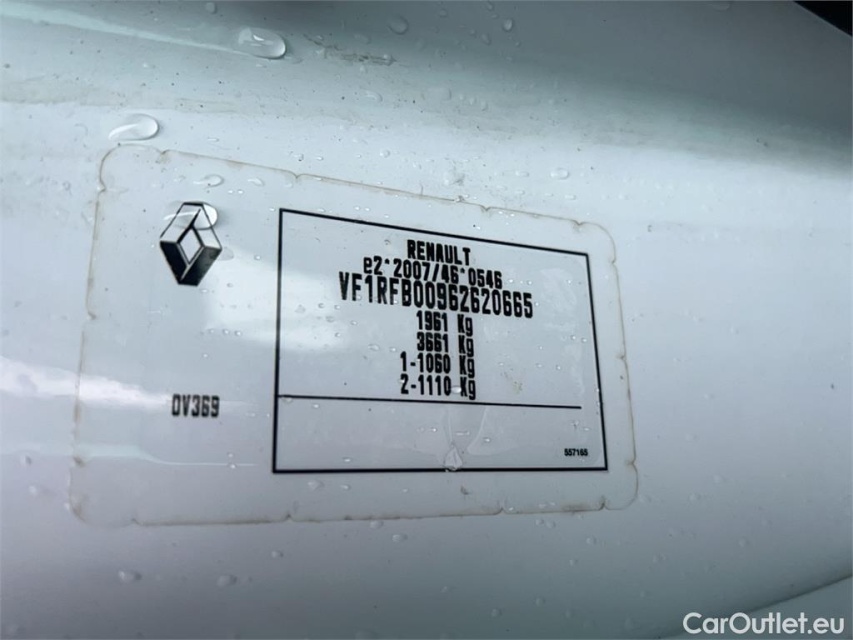 RENAULT
e2*2007/46*0546
VF1RFB00962620665
1961 Kg
3661 Kg
1-1060 Kg
2-1110 Kg
OV369
557165
CarOutlet.eu